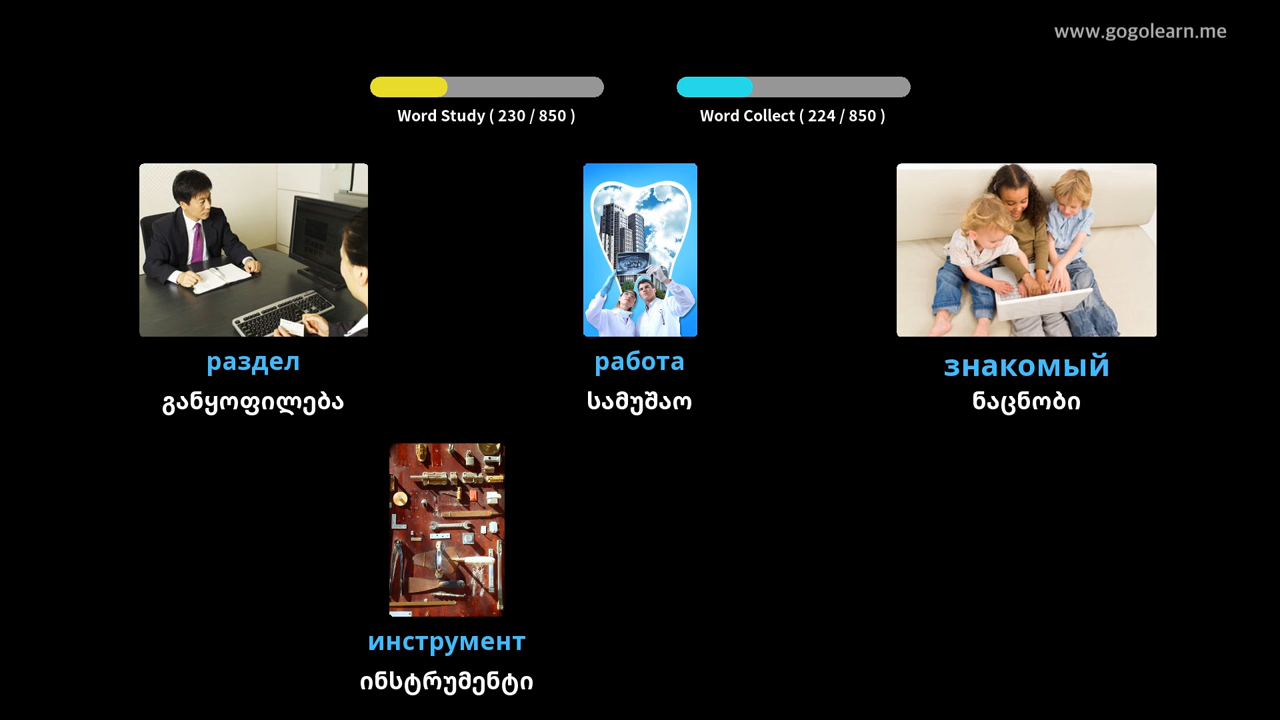 www.gogolearn.me
Word Study ( 230 / 850 )
Word Collect ( 224 / 850 )
раздел
განყოფილება
работа
სამუშაო
знакомый
ნაცნობი
инструмент
ინსტრუმენტი